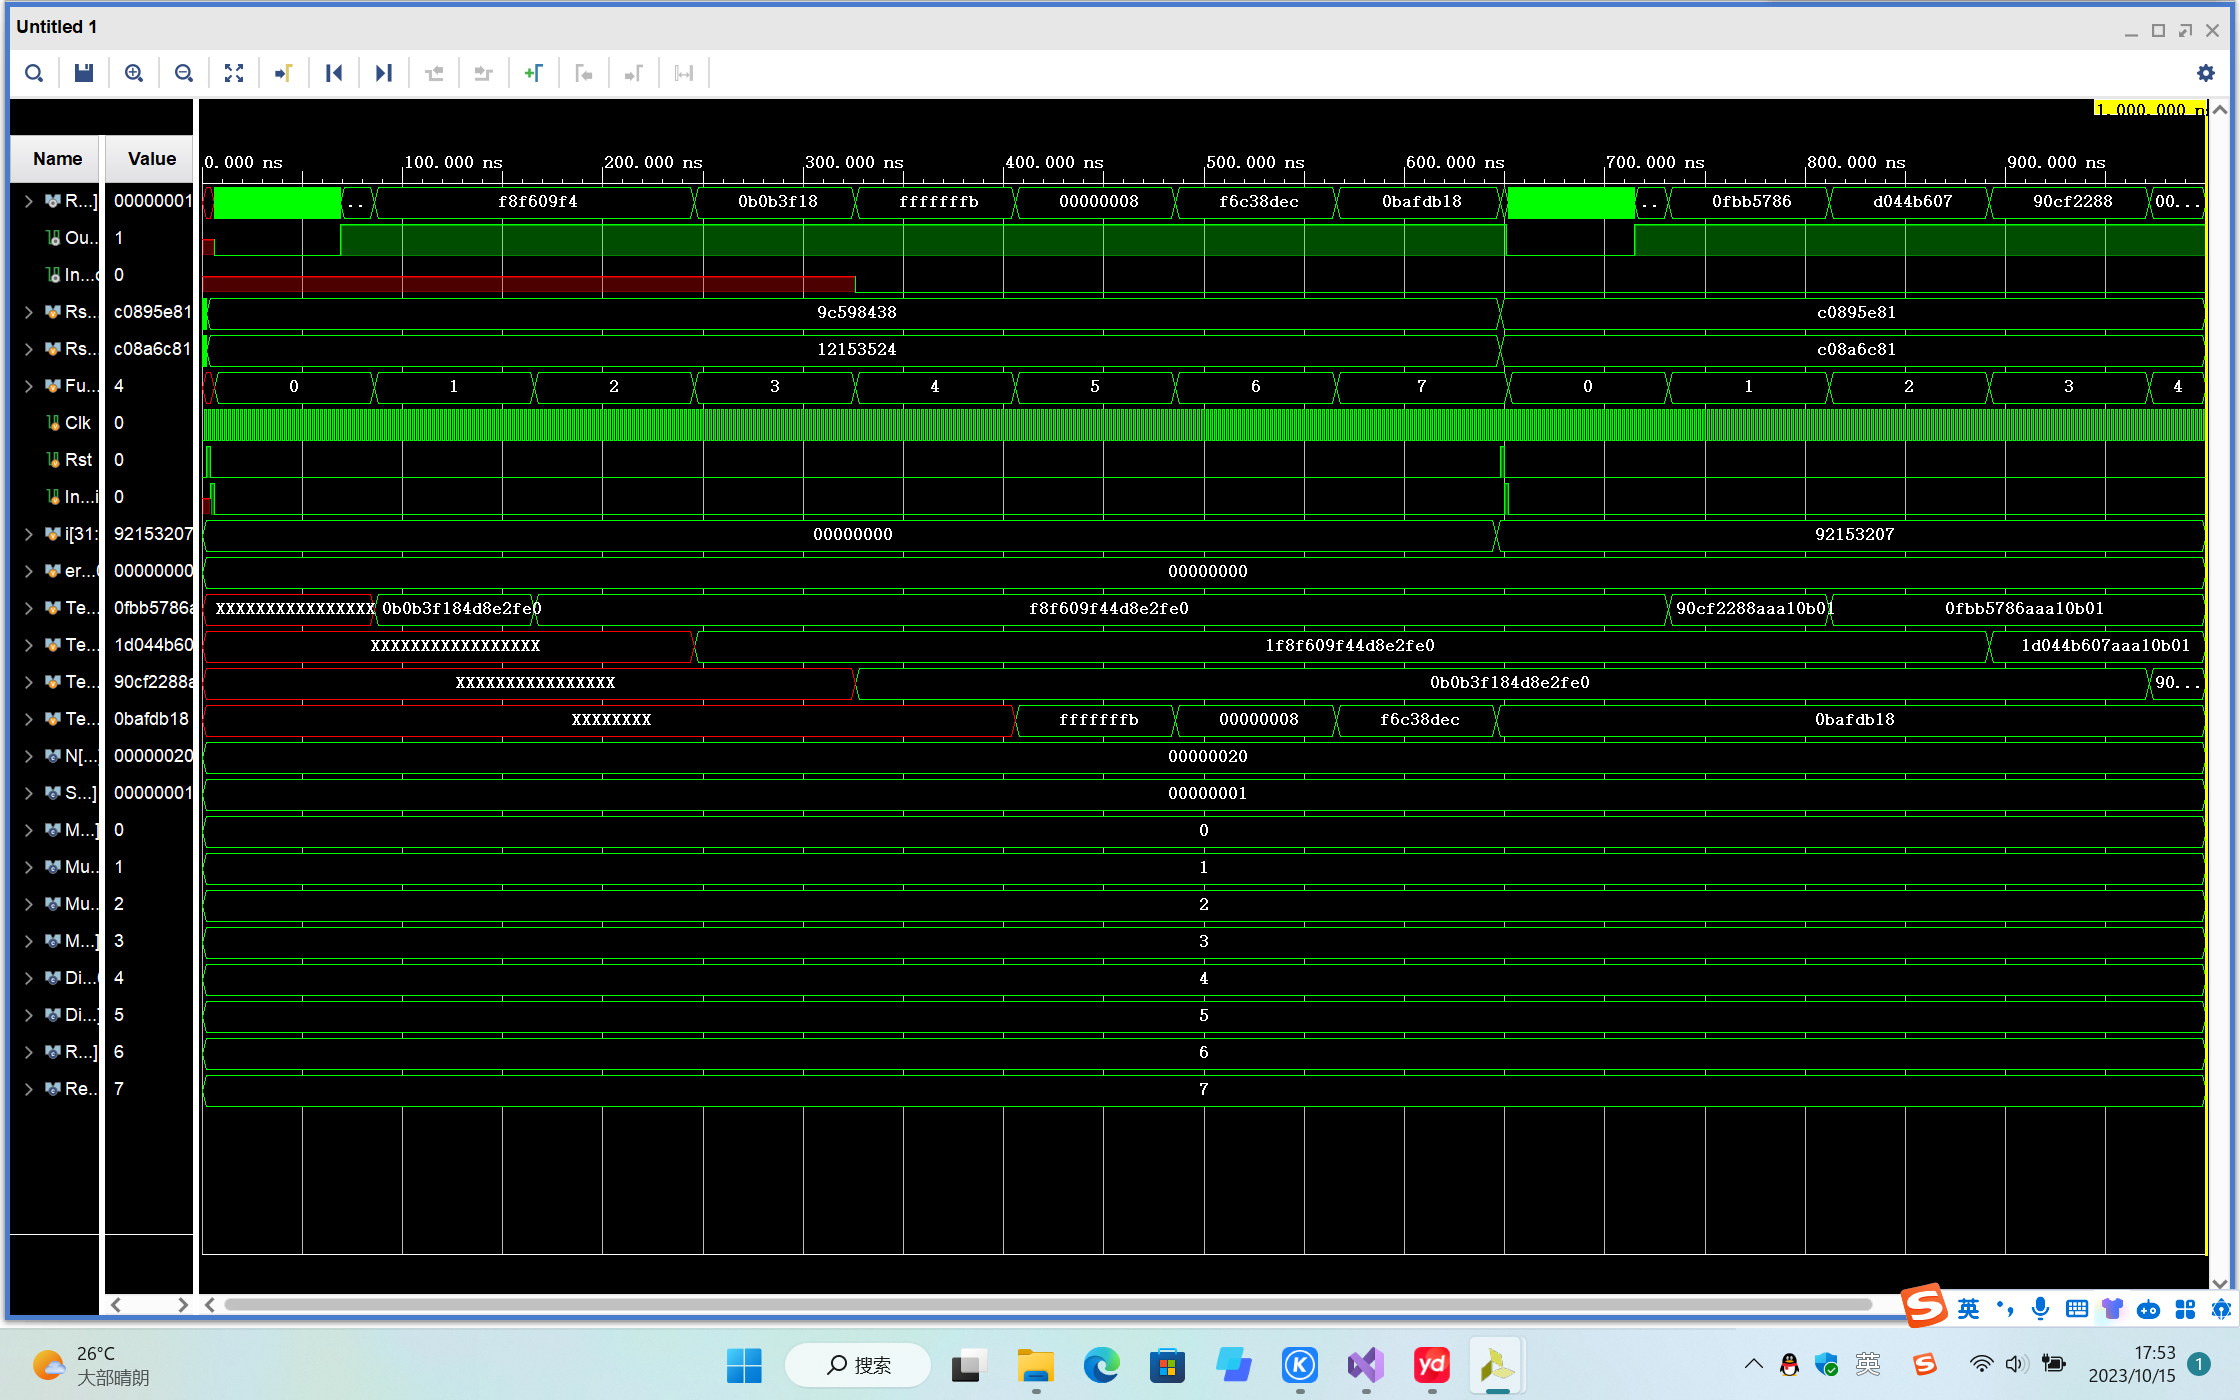 Untitled 1
1,000.000 n
Name Value
0.000 ns 100.000 ns 200.000 ns 300.000 ns 400.000 ns 500.000 ns 600.000 ns 700.000 ns 800.000 ns 900.000 ns
R...] 00000001 .. f8f609f4 0b0b3f18 fffffffb 00000008 f6c38dec 0bafdb18 .. 0fbb5786 d044b607 90cf2288 00...
Ou.. 1
In...c 0
Rs... c0895e81 9c598438 c0895e81
Rs... c08a6c81 12153524 c08a6c81
Fu... 4 0 1 2 3 4 5 6 7 0 1 2 3 4
Clk 0
Rst 0
In...i 0
i[31: 92153207 00000000 92153207
er...( 00000000 00000000
Te... 0fbb5786a XXXXXXXXXXXXXXXX 0b0b3f184d8e2fe0 f8f609f44d8e2fe0 90cf2288aaa10b01 0fbb5786aaa10b01
Te... 1d044b60 XXXXXXXXXXXXXXXXX 1f8f609f44d8e2fe0 1d044b607aaa10b01
Te... 90cf2288a XXXXXXXXXXXXXXXX 0b0b3f184d8e2fe0 90...
Te... 0bafdb18 XXXXXXXX fffffffb 00000008 f6c38dec 0bafdb18
N[... 00000020 00000020
S...] 00000001 00000001
M...] 0 0
Mu.. 1 1
Mu.. 2 2
M...] 3 3
Di...( 4 4
Di...] 5 5
R...] 6 6
Re.. 7 7
英
26°C
大部晴朗
搜索
K
yd
英
17:53
2023/10/15
1